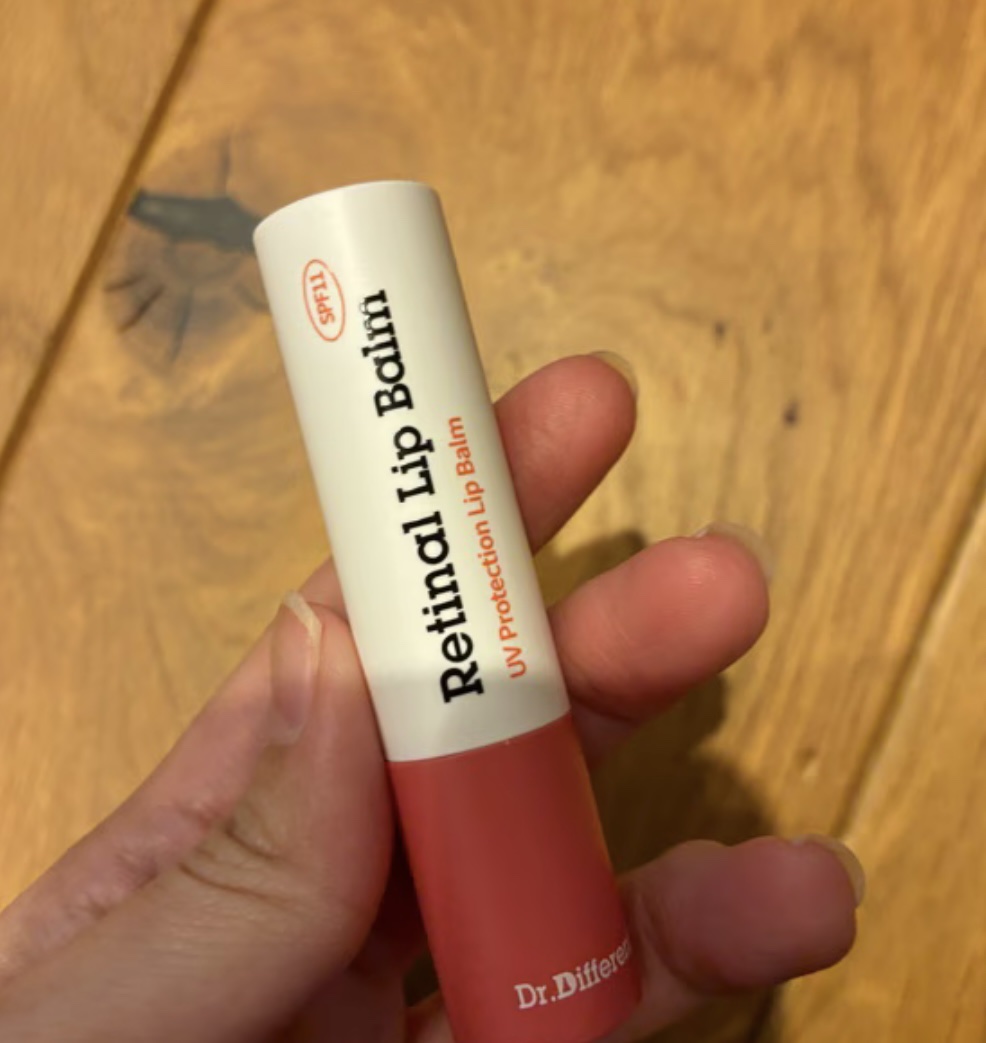 SPF11
Retinal Lip Balm
UV Protection Lip Balm